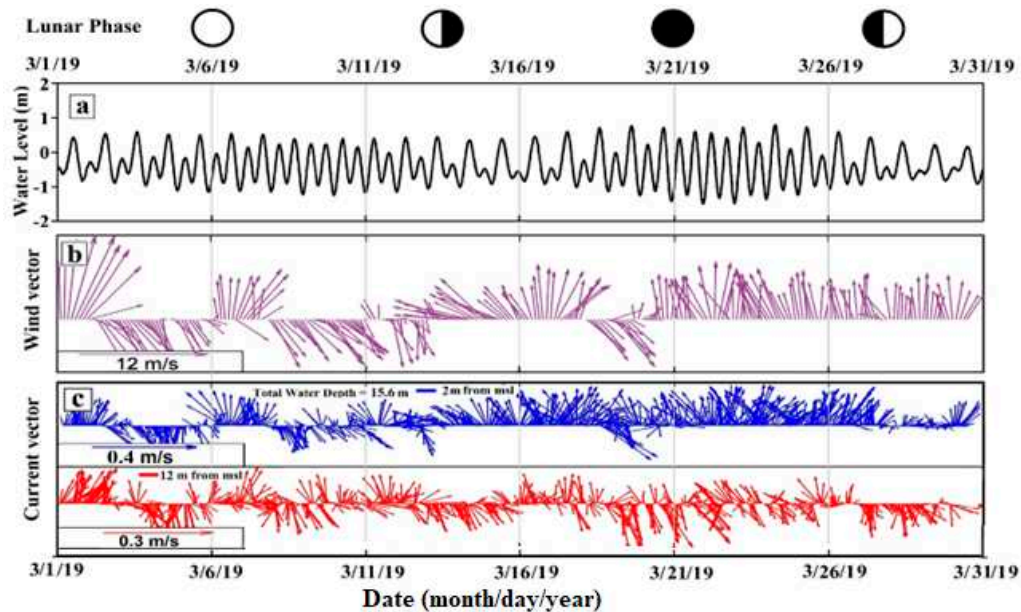 Lunar Phase
3/1/19 3/6/19 3/11/19 3/16/19 3/21/19 3/26/19 3/31/19
a
Water Level (m)
2
1
0
-1
-2
b
Wind vector
12 m/s
c
Total Water Depth = 15.6 m 2m from msl
Current vector
0.4 m/s
12 m from msl
0.3 m/s
3/1/19 3/6/19 3/11/19 3/16/19 3/21/19 3/26/19 3/31/19
Date (month/day/year)